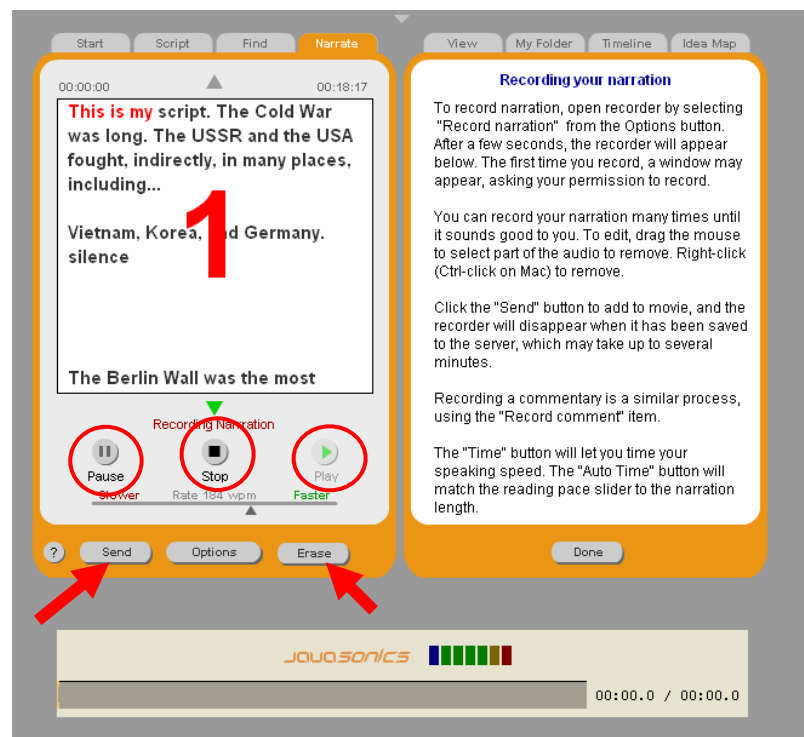 Start Script Find Narrate
00:00:00 00:18:17
This is my script. The Cold War
was long. The USSR and the USA
fought, indirectly, in many places,
including...
Vietnam, Korea, and Germany.
silence
1
The Berlin Wall was the most
Recording Narration
Pause Stop Play
Slower Rate 184 wpm Faster
? Send Options Erase
View My Folder Timeline Idea Map
Recording your narration
To record narration, open recorder by selecting
"Record narration" from the Options button.
After a few seconds, the recorder will appear
below. The first time you record, a window may
appear, asking your permission to record.
You can record your narration many times until
it sounds good to you. To edit, drag the mouse
to select part of the audio to remove. Right-click
(Ctrl-click on Mac) to remove.
Click the "Send" button to add to movie, and the
recorder will disappear when it has been saved
to the server, which may take up to several
minutes.
Recording a commentary is a similar process,
using the "Record comment" item.
The "Time" button will let you time your
speaking speed. The "Auto Time" button will
match the reading pace slider to the narration
length.
Done
javasonics
00:00.0 / 00:00.0